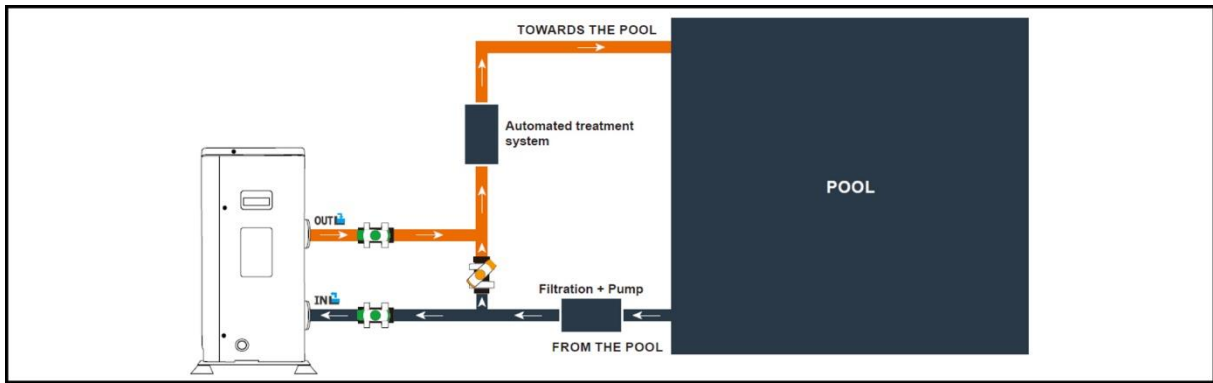 TOWARDS THE POOL
Automated treatment
system
POOL
OUT
IN
Filtration + Pump
FROM THE POOL